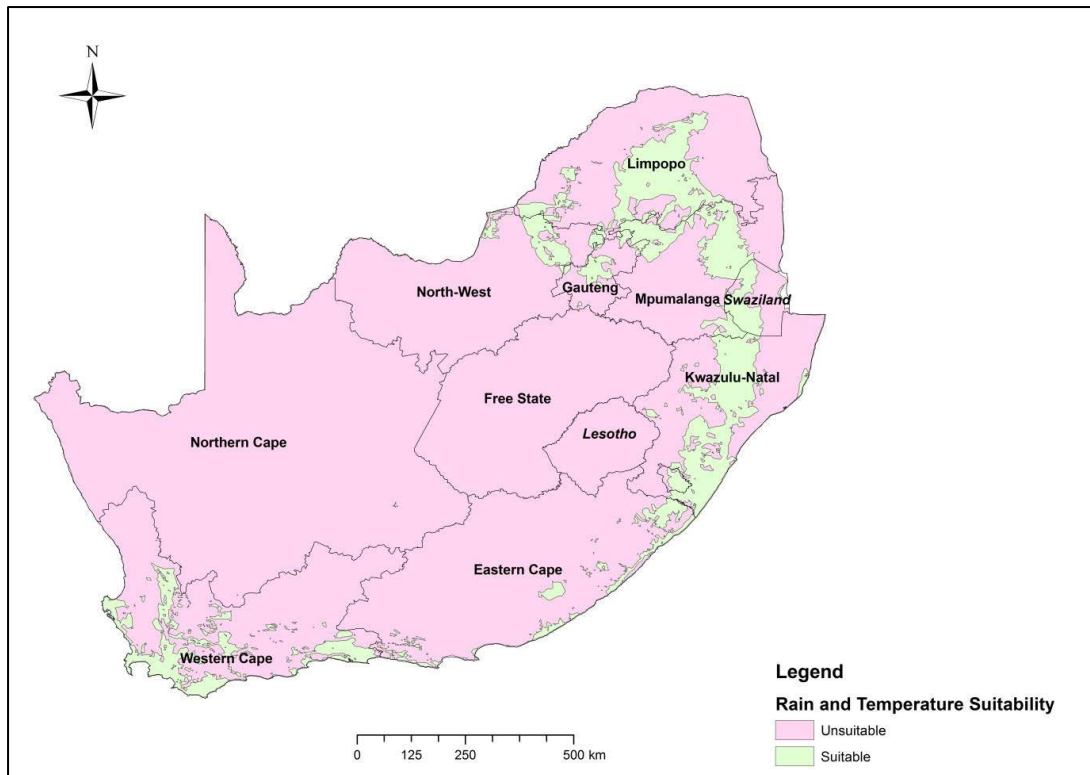 N
Limpopo
North-West
Gauteng
Mpumalanga
Swaziland
Kwazulu-Natal
Free State
Lesotho
Northern Cape
Eastern Cape
Western Cape
Legend
Rain and Temperature Suitability
Unsuitable
Suitable
0 125 250 500 km